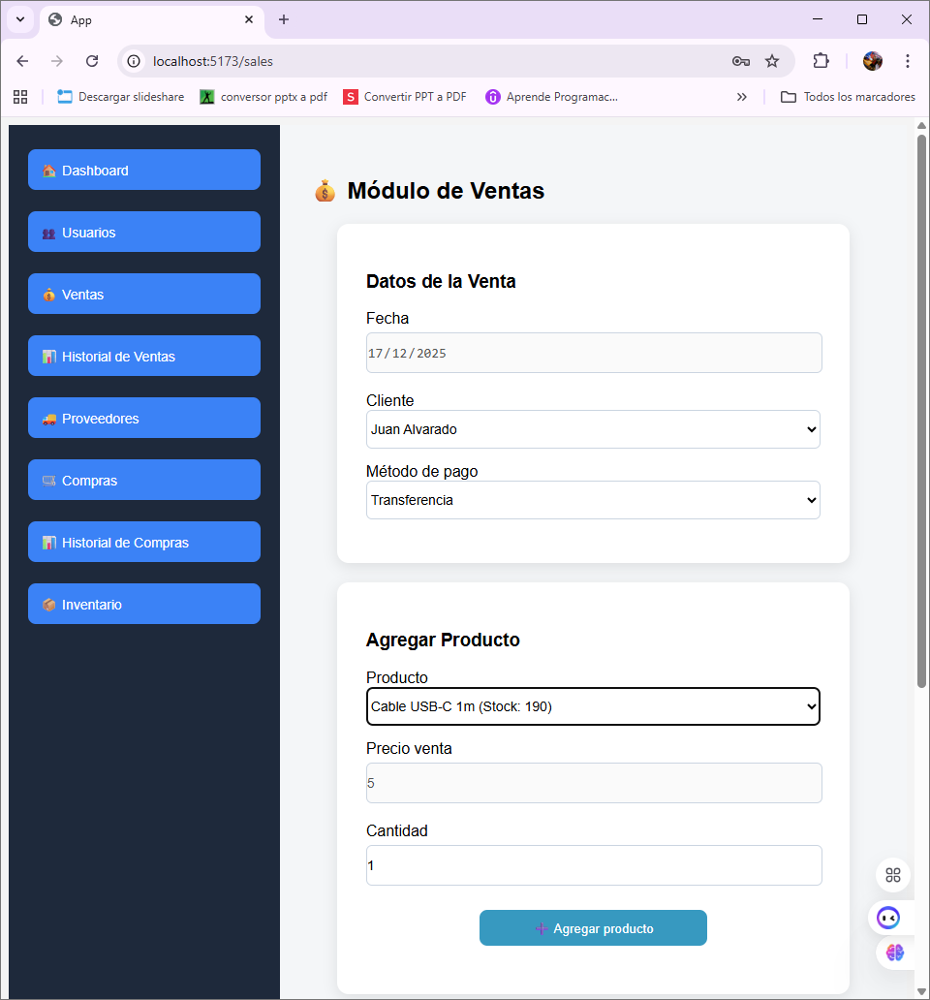 App
localhost:5173/sales
Descargar slideshare
conversor pptx a pdf
S
Convertir PPT a PDF
Aprende Programac...
Todos los marcadores
Dashboard
Usuarios
Ventas
Historial de Ventas
Proveedores
Compras
Historial de Compras
Inventario
Módulo de Ventas
Datos de la Venta
Fecha
17/12/2025
Cliente
Juan Alvarado
Método de pago
Transferencia
Agregar Producto
Producto
Cable USB-C 1m (Stock: 190)
Precio venta
5
Cantidad
1
Agregar producto